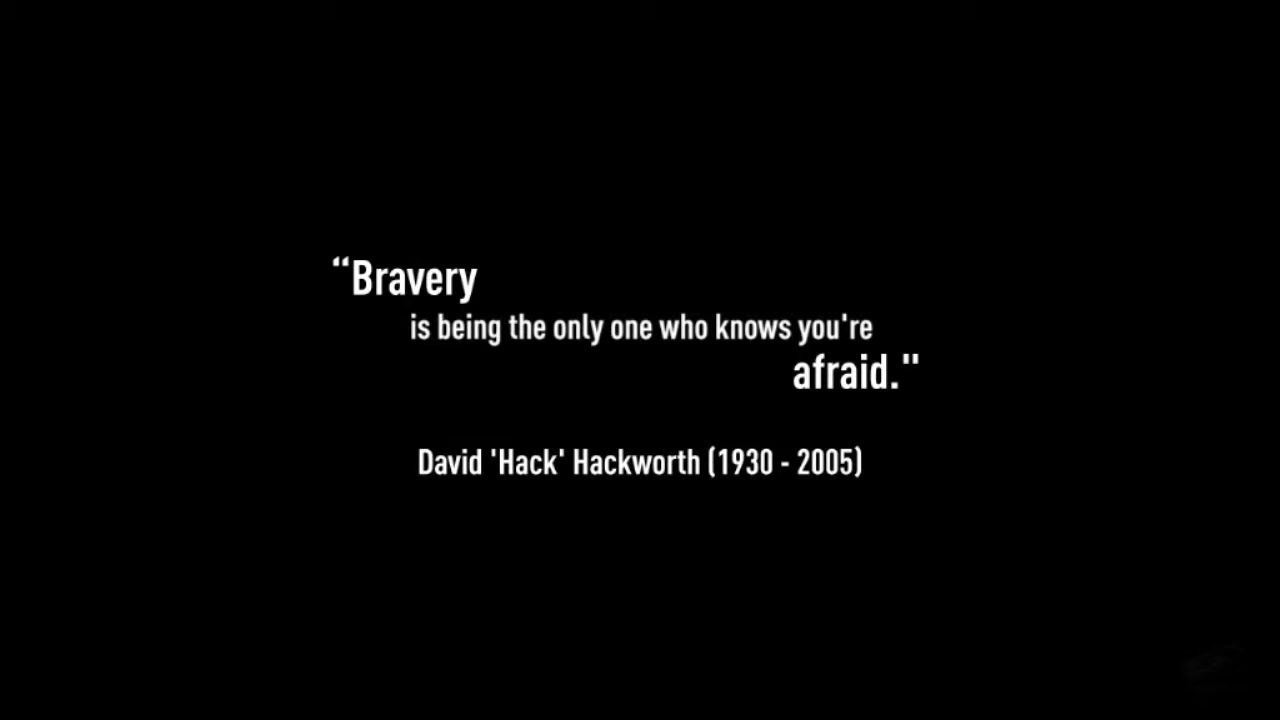 “Bravery
is being the only one who knows you're
afraid."
David 'Hack' Hackworth (1930 - 2005)